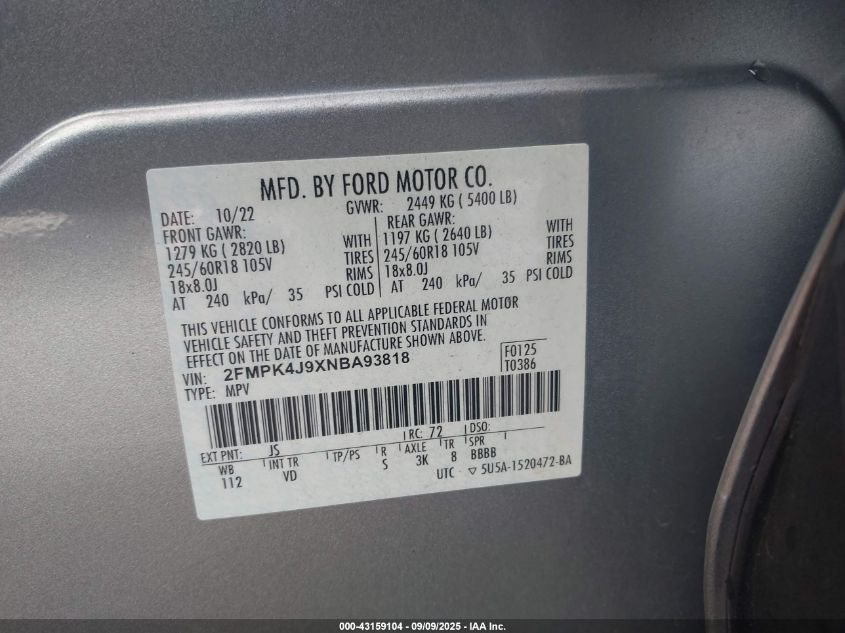 MFD. BY FORD MOTOR CO.
DATE: 10/22 GVWR: 2449 KG ( 5400 LB)
FRONT GAWR: REAR GAWR:
1279 KG ( 2820 LB) WITH 1197 KG ( 2640 LB) WITH
245/60R18 105V TIRES 245/60R18 105V TIRES
18x8.0J RIMS 18x8.0J RIMS
AT 240 kPa/ 35 PSI COLD AT 240 kPa/ 35 PSI COLD
THIS VEHICLE CONFORMS TO ALL APPLICABLE FEDERAL MOTOR
VEHICLE SAFETY AND THEFT PREVENTION STANDARDS IN
EFFECT ON THE DATE OF MANUFACTURE SHOWN ABOVE.
VIN: 2FMPK4J9XNBA93818 F0125
TYPE: MPV T0386
EXT PNT: JS RC: 72 DSO:
WB INT TR TP/PS R AXLE TR SPR
112 VD S 3K 8 BBBB
UTC ▽ 5U5A-1520472-BA
000-43159104 - 09/09/2025 - IAA Inc.